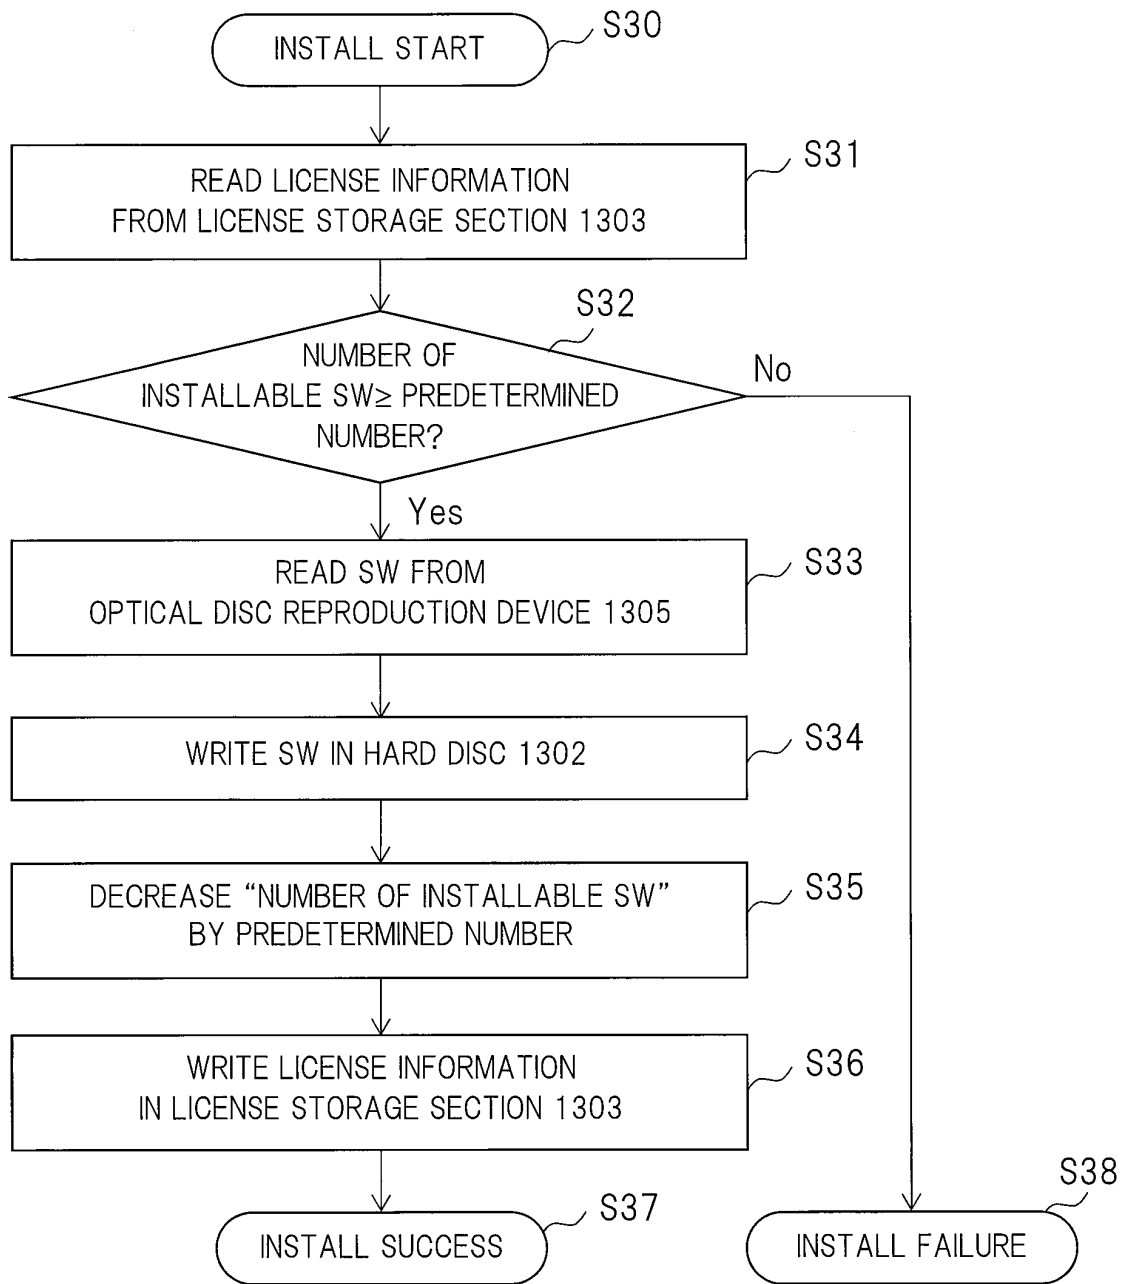 INSTALL START
S30
READ LICENSE INFORMATION
FROM LICENSE STORAGE SECTION 1303
S31
S32
NUMBER OF
INSTALLABLE SW≥ PREDETERMINED
NUMBER?
No
Yes
READ SW FROM
OPTICAL DISC REPRODUCTION DEVICE 1305
S33
WRITE SW IN HARD DISC 1302
S34
DECREASE “NUMBER OF INSTALLABLE SW”
BY PREDETERMINED NUMBER
S35
WRITE LICENSE INFORMATION
IN LICENSE STORAGE SECTION 1303
S36
INSTALL SUCCESS
S37
INSTALL FAILURE
S38